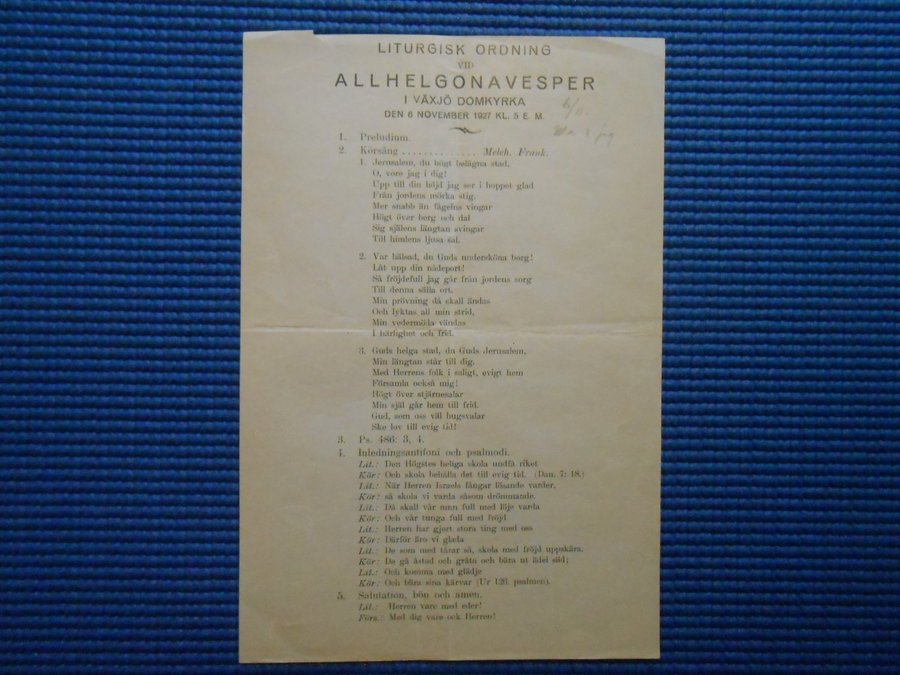 LITURGISK ORDNING
VID
ALLHELGONAVESPER
I VÄXJÖ DOMKYRKA
DEN 6 NOVEMBER 1927 KL. 5 E. M.
1. Preludium.
2. Körsång . . . . . . . . . . . . . Melch. Frank.
1. Jerusalem, du högt belägna stad,
O, vore jag i dig!
Upp till din höjd jag ser i hoppet glad
Från jordens mörka stig.
Mer snabb än fågelns vingar
Högt över berg och dal
Sig själens längtan svingar
Till himlens ljusa sal.
2. Var hälsad, du Guds undersköna borg!
Låt upp din nådeport!
Så fröjdefull jag går från jordens sorg
Till denna sälla ort.
Min prövning då skall ändas
Och lyktas all min strid,
Min vedermöda vändas
I härlighet och frid.
3. Guds helga stad, du Guds Jerusalem,
Min längtan står till dig.
Med Herrens folk i saligt, evigt hem
Församla också mig!
Högt över stjärnesalar
Min själ går hem till frid.
Gud, som oss väl hugsvalar
Ske lov till evig tid!
3. Ps. 486: 3, 4.
4. Inledningsantifoni och psalmodi.
Lit.: Den Högstes heliga skola undfå riket
Kör: Och skola behålla det till evig tid. (Dan. 7: 18.)
Lit.: När Herren Israels fångar lösande varder,
Kör: så skola vi varda såsom drömmande.
Lit.: Då skall vår mun full med löje varda
Kör: Och vår tunga full med fröjd
Lit.: Herren har gjort stora ting med oss
Kör: Därför äro vi glada
Lit.: De som med tårar så, skola med fröjd uppskära.
Kör: De gå åstad och gråta och bära ut ädel säd;
Lit.: Och komma med glädje
Kör: Och bära sina kärvar (Ur 126. psalmen).
5. Salutation, bön och amen.
Lit.: Herren vare med eder!
Förs.: Med dig vare ock Herren!